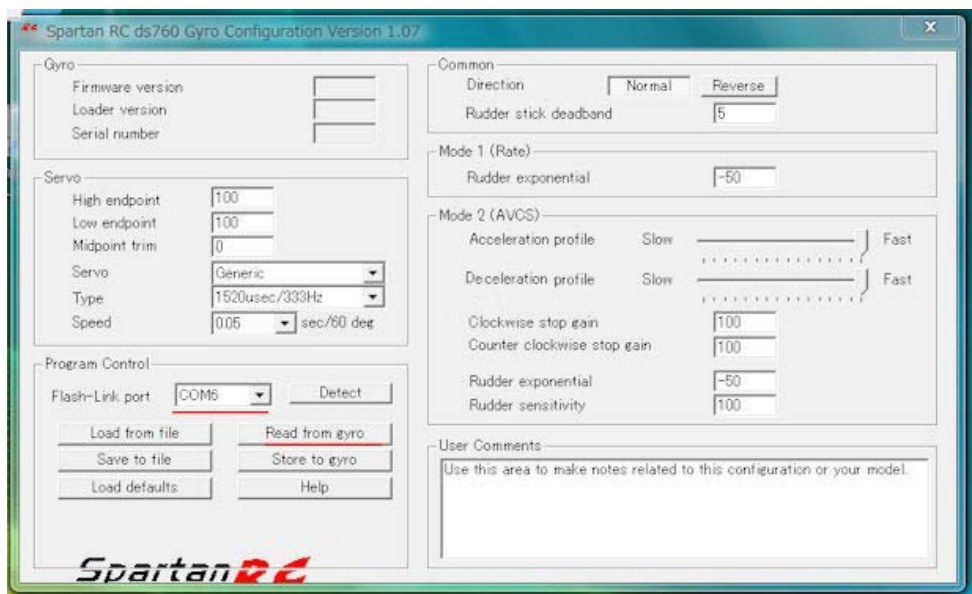 Spartan RC ds760 Gyro Configuration Version 1.07
X
Gyro
Firmware version
Loader version
Serial number
Servo
High endpoint 100
Low endpoint 100
Midpoint trim 0
Servo Generic
Type 1520usec/333Hz
Speed 0.05 sec/60 deg
Program Control
Flash-Link port COM6 Detect
Load from file Read from gyro
Save to file Store to gyro
Load defaults Help
Spartan RC
Common
Direction Normal Reverse
Rudder stick deadband 5
Mode 1 (Rate)
Rudder exponential -50
Mode 2 (AVCS)
Acceleration profile Slow Fast
Deceleration profile Slow Fast
Clockwise stop gain 100
Counter clockwise stop gain 100
Rudder exponential -50
Rudder sensitivity 100
User Comments
Use this area to make notes related to this configuration or your model.